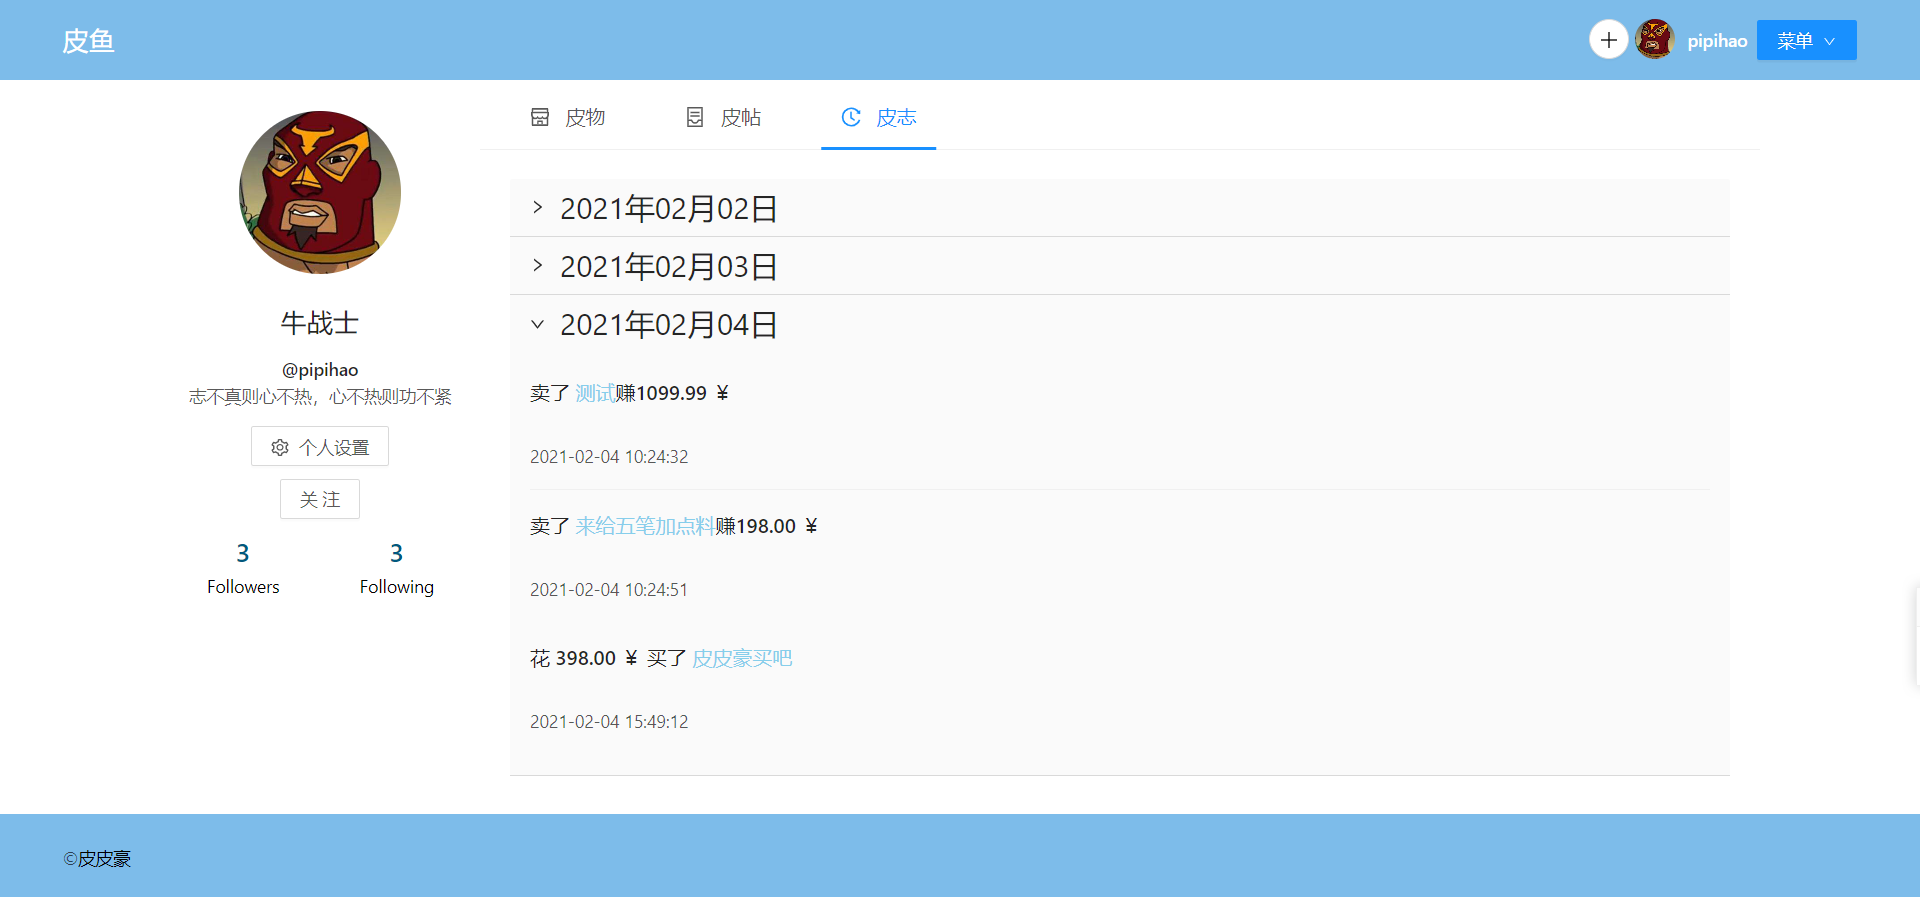 皮鱼
pipihao
菜单
皮物
皮帖
皮志
牛战士
@pipihao
志不真则心不热，心不热则功不紧
个人设置
关 注
3
3
Followers
Following
2021年02月02日
2021年02月03日
2021年02月04日
卖了 测试赚1099.99 ¥
2021-02-04 10:24:32
卖了 来给五笔加点料赚198.00 ¥
2021-02-04 10:24:51
花 398.00 ¥ 买了 皮皮豪买吧
2021-02-04 15:49:12
©皮皮豪